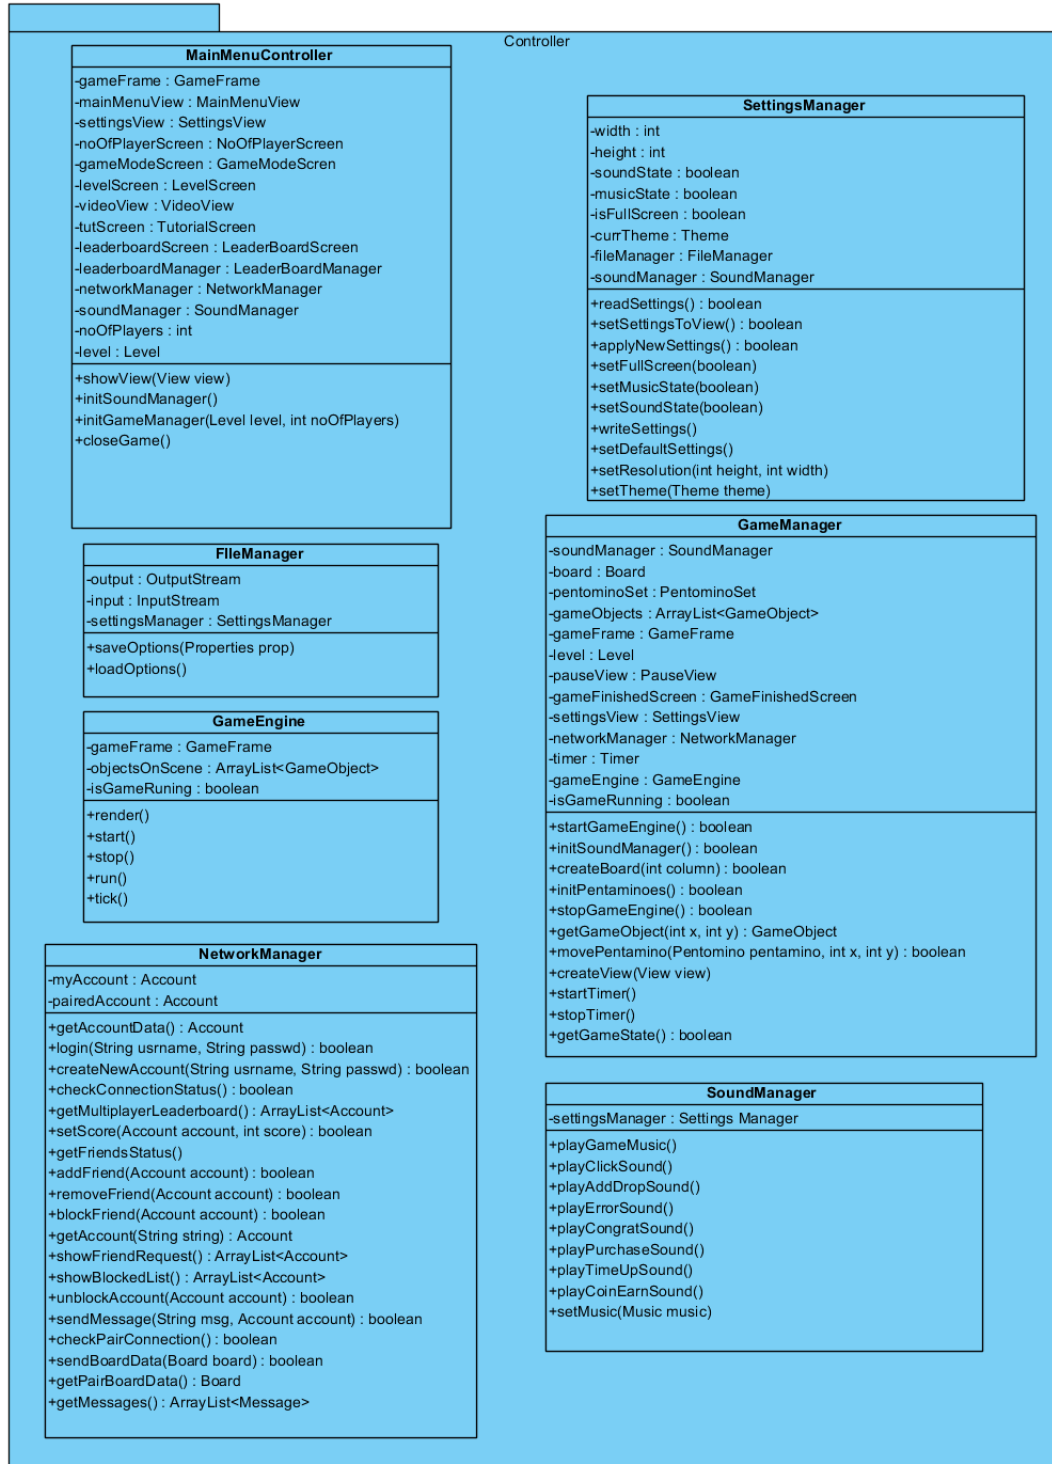 Controller
MainMenuController
-gameFrame : GameFrame
-mainMenuView : MainMenuView
-settingsView : SettingsView
-noOfPlayerScreen : NoOfPlayerScreen
-gameModeScreen : GameModeScren
-levelScreen : LevelScreen
-videoView : VideoView
-tutScreen : TutorialScreen
-leaderboardScreen : LeaderBoardScreen
-leaderboardManager : LeaderBoardManager
-networkManager : NetworkManager
-soundManager : SoundManager
-noOfPlayers : int
-level : Level
+showView(View view)
+initSoundManager()
+initGameManager(Level level, int noOfPlayers)
+closeGame()
SettingsManager
-width : int
-height : int
-soundState : boolean
-musicState : boolean
-isFullScreen : boolean
-currTheme : Theme
-fileManager : FileManager
-soundManager : SoundManager
+readSettings() : boolean
+setSettingsToView() : boolean
+applyNewSettings() : boolean
+setFullScreen(boolean)
+setMusicState(boolean)
+setSoundState(boolean)
+writeSettings()
+setDefaultSettings()
+setResolution(int height, int width)
+setTheme(Theme theme)
FIleManager
-output : OutputStream
-input : InputStream
-settingsManager : SettingsManager
+saveOptions(Properties prop)
+loadOptions()
GameEngine
-gameFrame : GameFrame
-objectsOnScene : ArrayList<GameObject>
-isGameRuning : boolean
+render()
+start()
+stop()
+run()
+tick()
GameManager
-soundManager : SoundManager
-board : Board
-pentominoSet : PentominoSet
-gameObjects : ArrayList<GameObject>
-gameFrame : GameFrame
-level : Level
-pauseView : PauseView
-gameFinishedScreen : GameFinishedScreen
-settingsView : SettingsView
-networkManager : NetworkManager
-timer : Timer
-gameEngine : GameEngine
-isGameRunning : boolean
+startGameEngine() : boolean
+initSoundManager() : boolean
+createBoard(int column) : boolean
+initPentaminoes() : boolean
+stopGameEngine() : boolean
+getGameObject(int x, int y) : GameObject
+movePentamino(Pentomino pentamino, int x, int y) : boolean
+createView(View view)
+startTimer()
+stopTimer()
+getGameState() : boolean
NetworkManager
-myAccount : Account
-pairedAccount : Account
+getAccountData() : Account
+login(String usrname, String passwd) : boolean
+createNewAccount(String usrname, String passwd) : boolean
+checkConnectionStatus() : boolean
+getMultiplayerLeaderboard() : ArrayList<Account>
+setScore(Account account, int score) : boolean
+getFriendsStatus()
+addFriend(Account account) : boolean
+removeFriend(Account account) : boolean
+blockFriend(Account account) : boolean
+getAccount(String string) : Account
+showFriendRequest() : ArrayList<Account>
+showBlockedList() : ArrayList<Account>
+unblockAccount(Account account) : boolean
+sendMessage(String msg, Account account) : boolean
+checkPairConnection() : boolean
+sendBoardData(Board board) : boolean
+getPairBoardData() : Board
+getMessages() : ArrayList<Message>
SoundManager
-settingsManager : Settings Manager
+playGameMusic()
+playClickSound()
+playAddDropSound()
+playErrorSound()
+playCongratSound()
+playPurchaseSound()
+playTimeUpSound()
+playCoinEarnSound()
+setMusic(Music music)